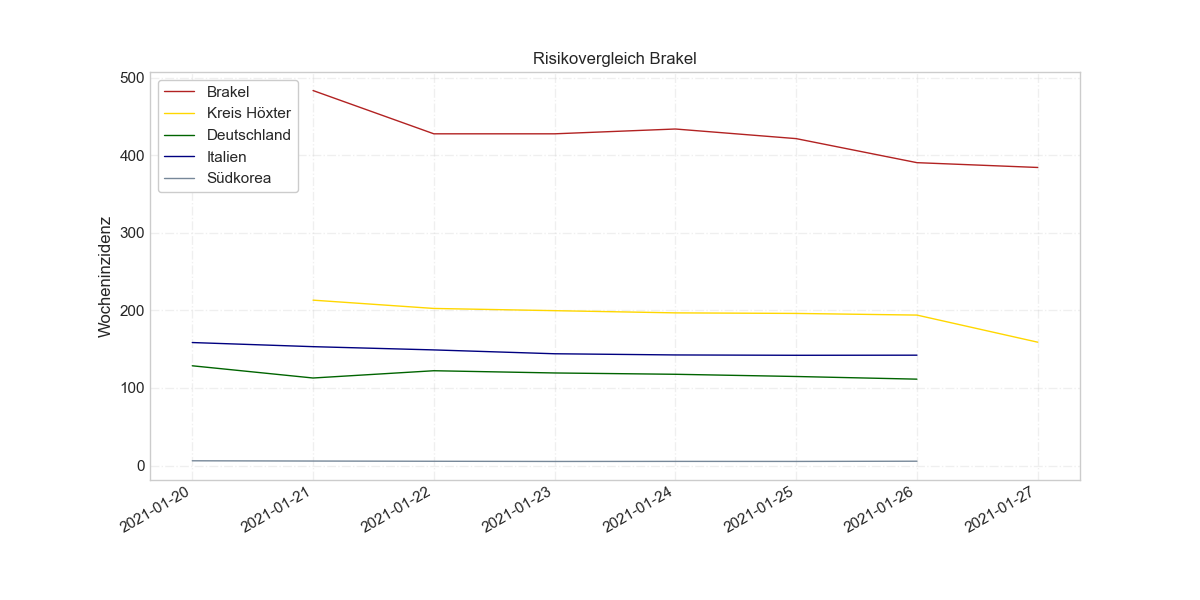 Risikovergleich Brakel
Wocheninzidenz
500
400
300
200
100
0
Brakel
Kreis Höxter
Deutschland
Italien
Südkorea
2021-01-20
2021-01-21
2021-01-22
2021-01-23
2021-01-24
2021-01-25
2021-01-26
2021-01-27